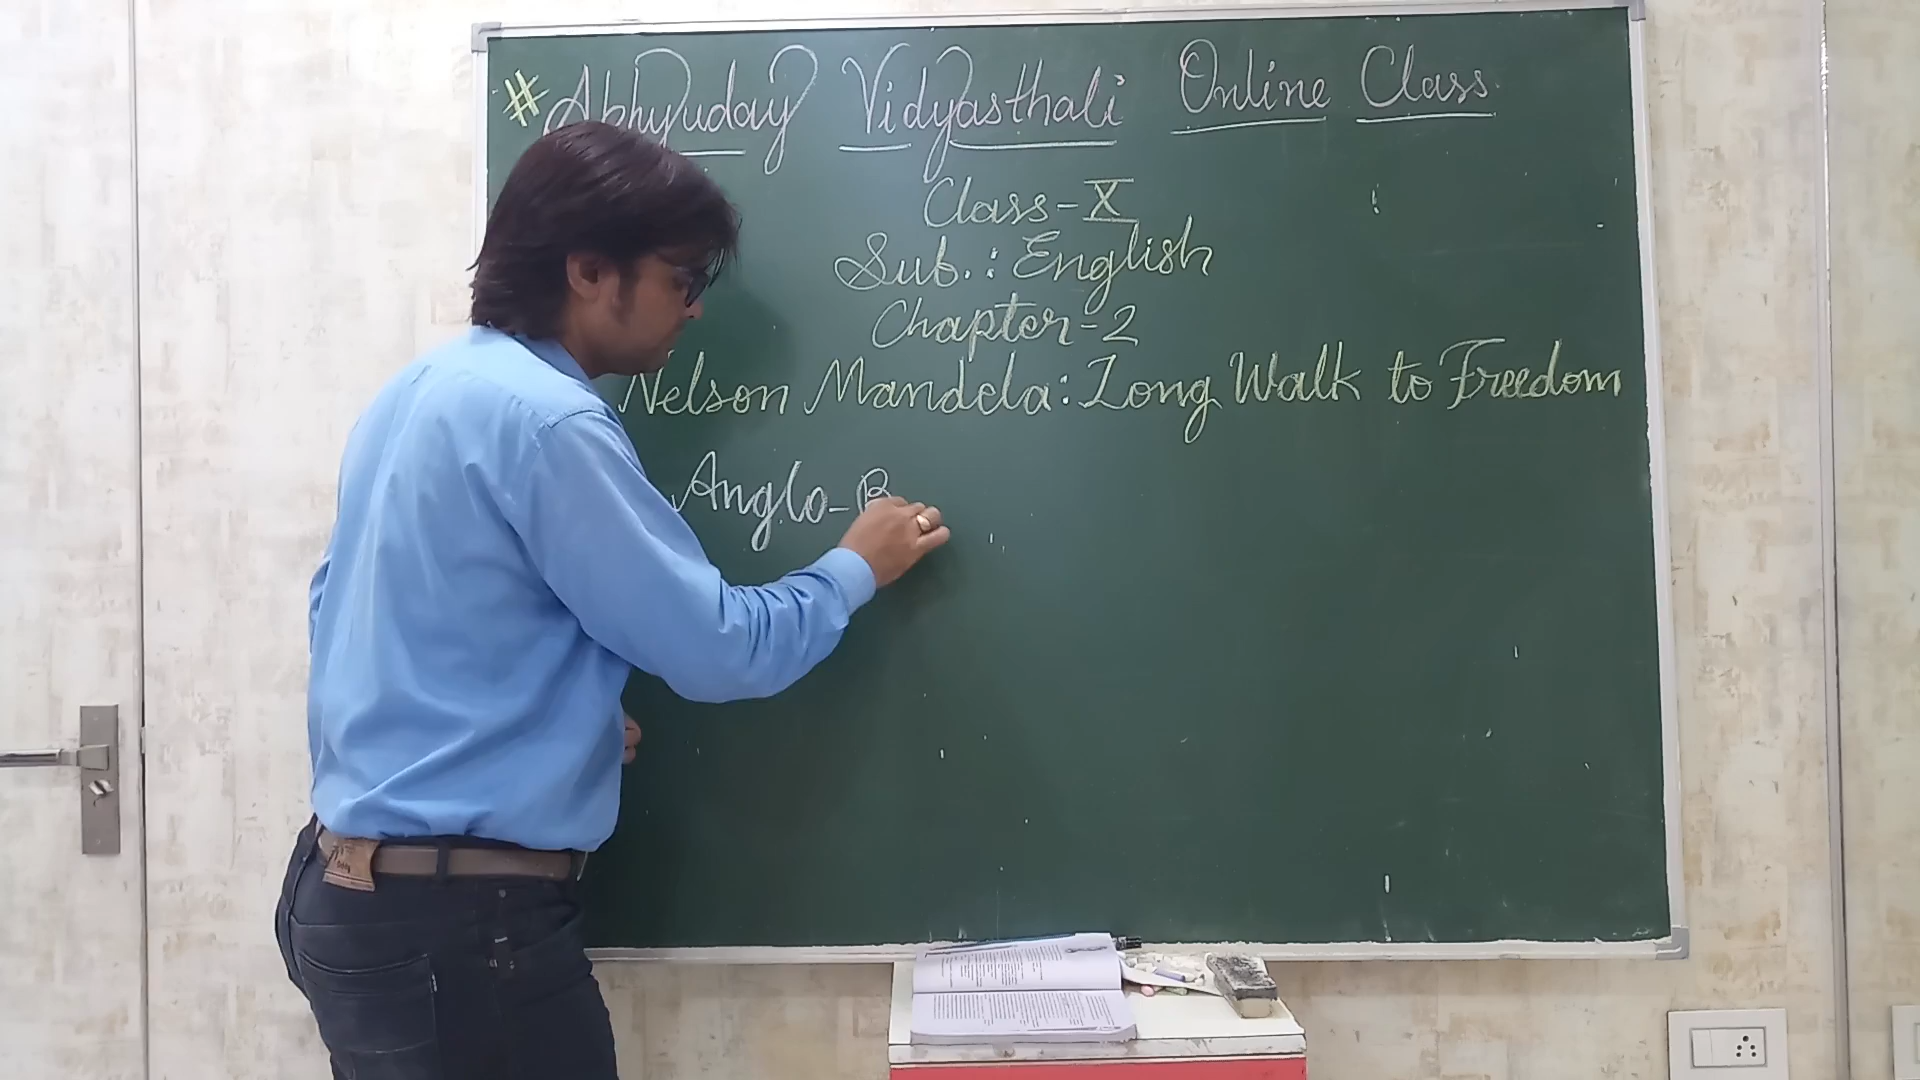 # Abhyuday Vidyasthali Online Class
Class-X
Sub.: English
Chapter-2
Nelson Mandela: Long Walk to Freedom
Anglo-B